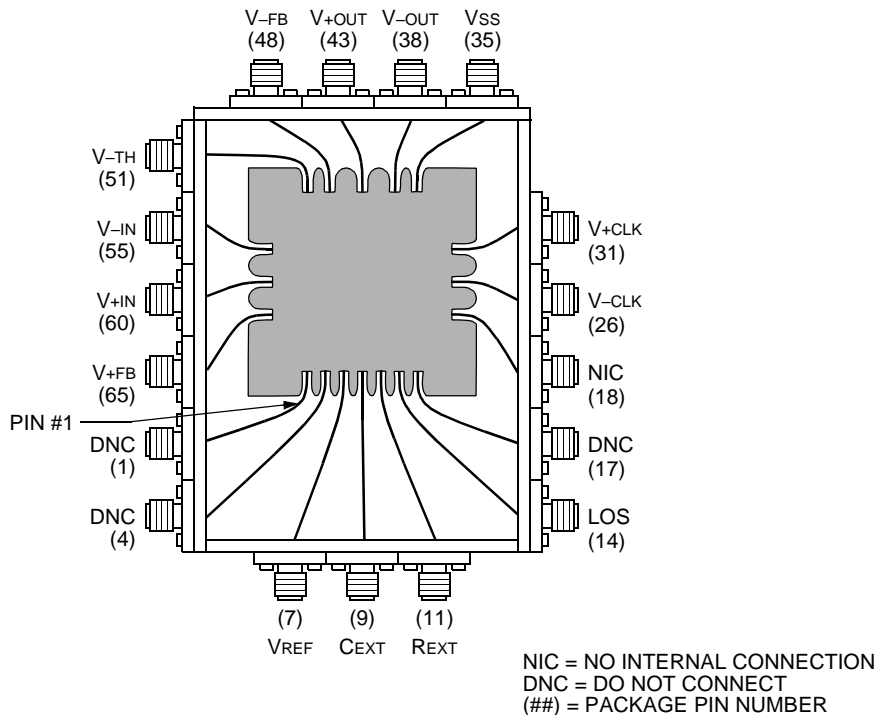 V–FB
(48)
V+OUT
(43)
V–OUT
(38)
VSS
(35)
V–TH
(51)
V–IN
(55)
V+IN
(60)
V+FB
(65)
PIN #1
DNC
(1)
DNC
(4)
V+CLK
(31)
V–CLK
(26)
NIC
(18)
DNC
(17)
LOS
(14)
(7)
VREF
(9)
CEXT
(11)
REXT
NIC = NO INTERNAL CONNECTION
DNC = DO NOT CONNECT
(##) = PACKAGE PIN NUMBER